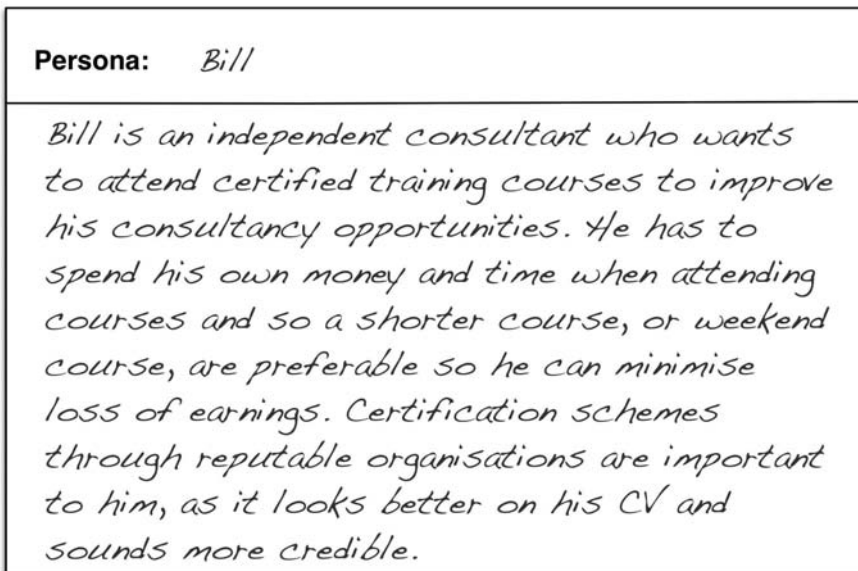 Persona: Bill
Bill is an independent consultant who wants
to attend certified training courses to improve
his consultancy opportunities. He has to
spend his own money and time when attending
courses and so a shorter course, or weekend
course, are preferable so he can minimise
loss of earnings. Certification schemes
through reputable organisations are important
to him, as it looks better on his CV and
sounds more credible.